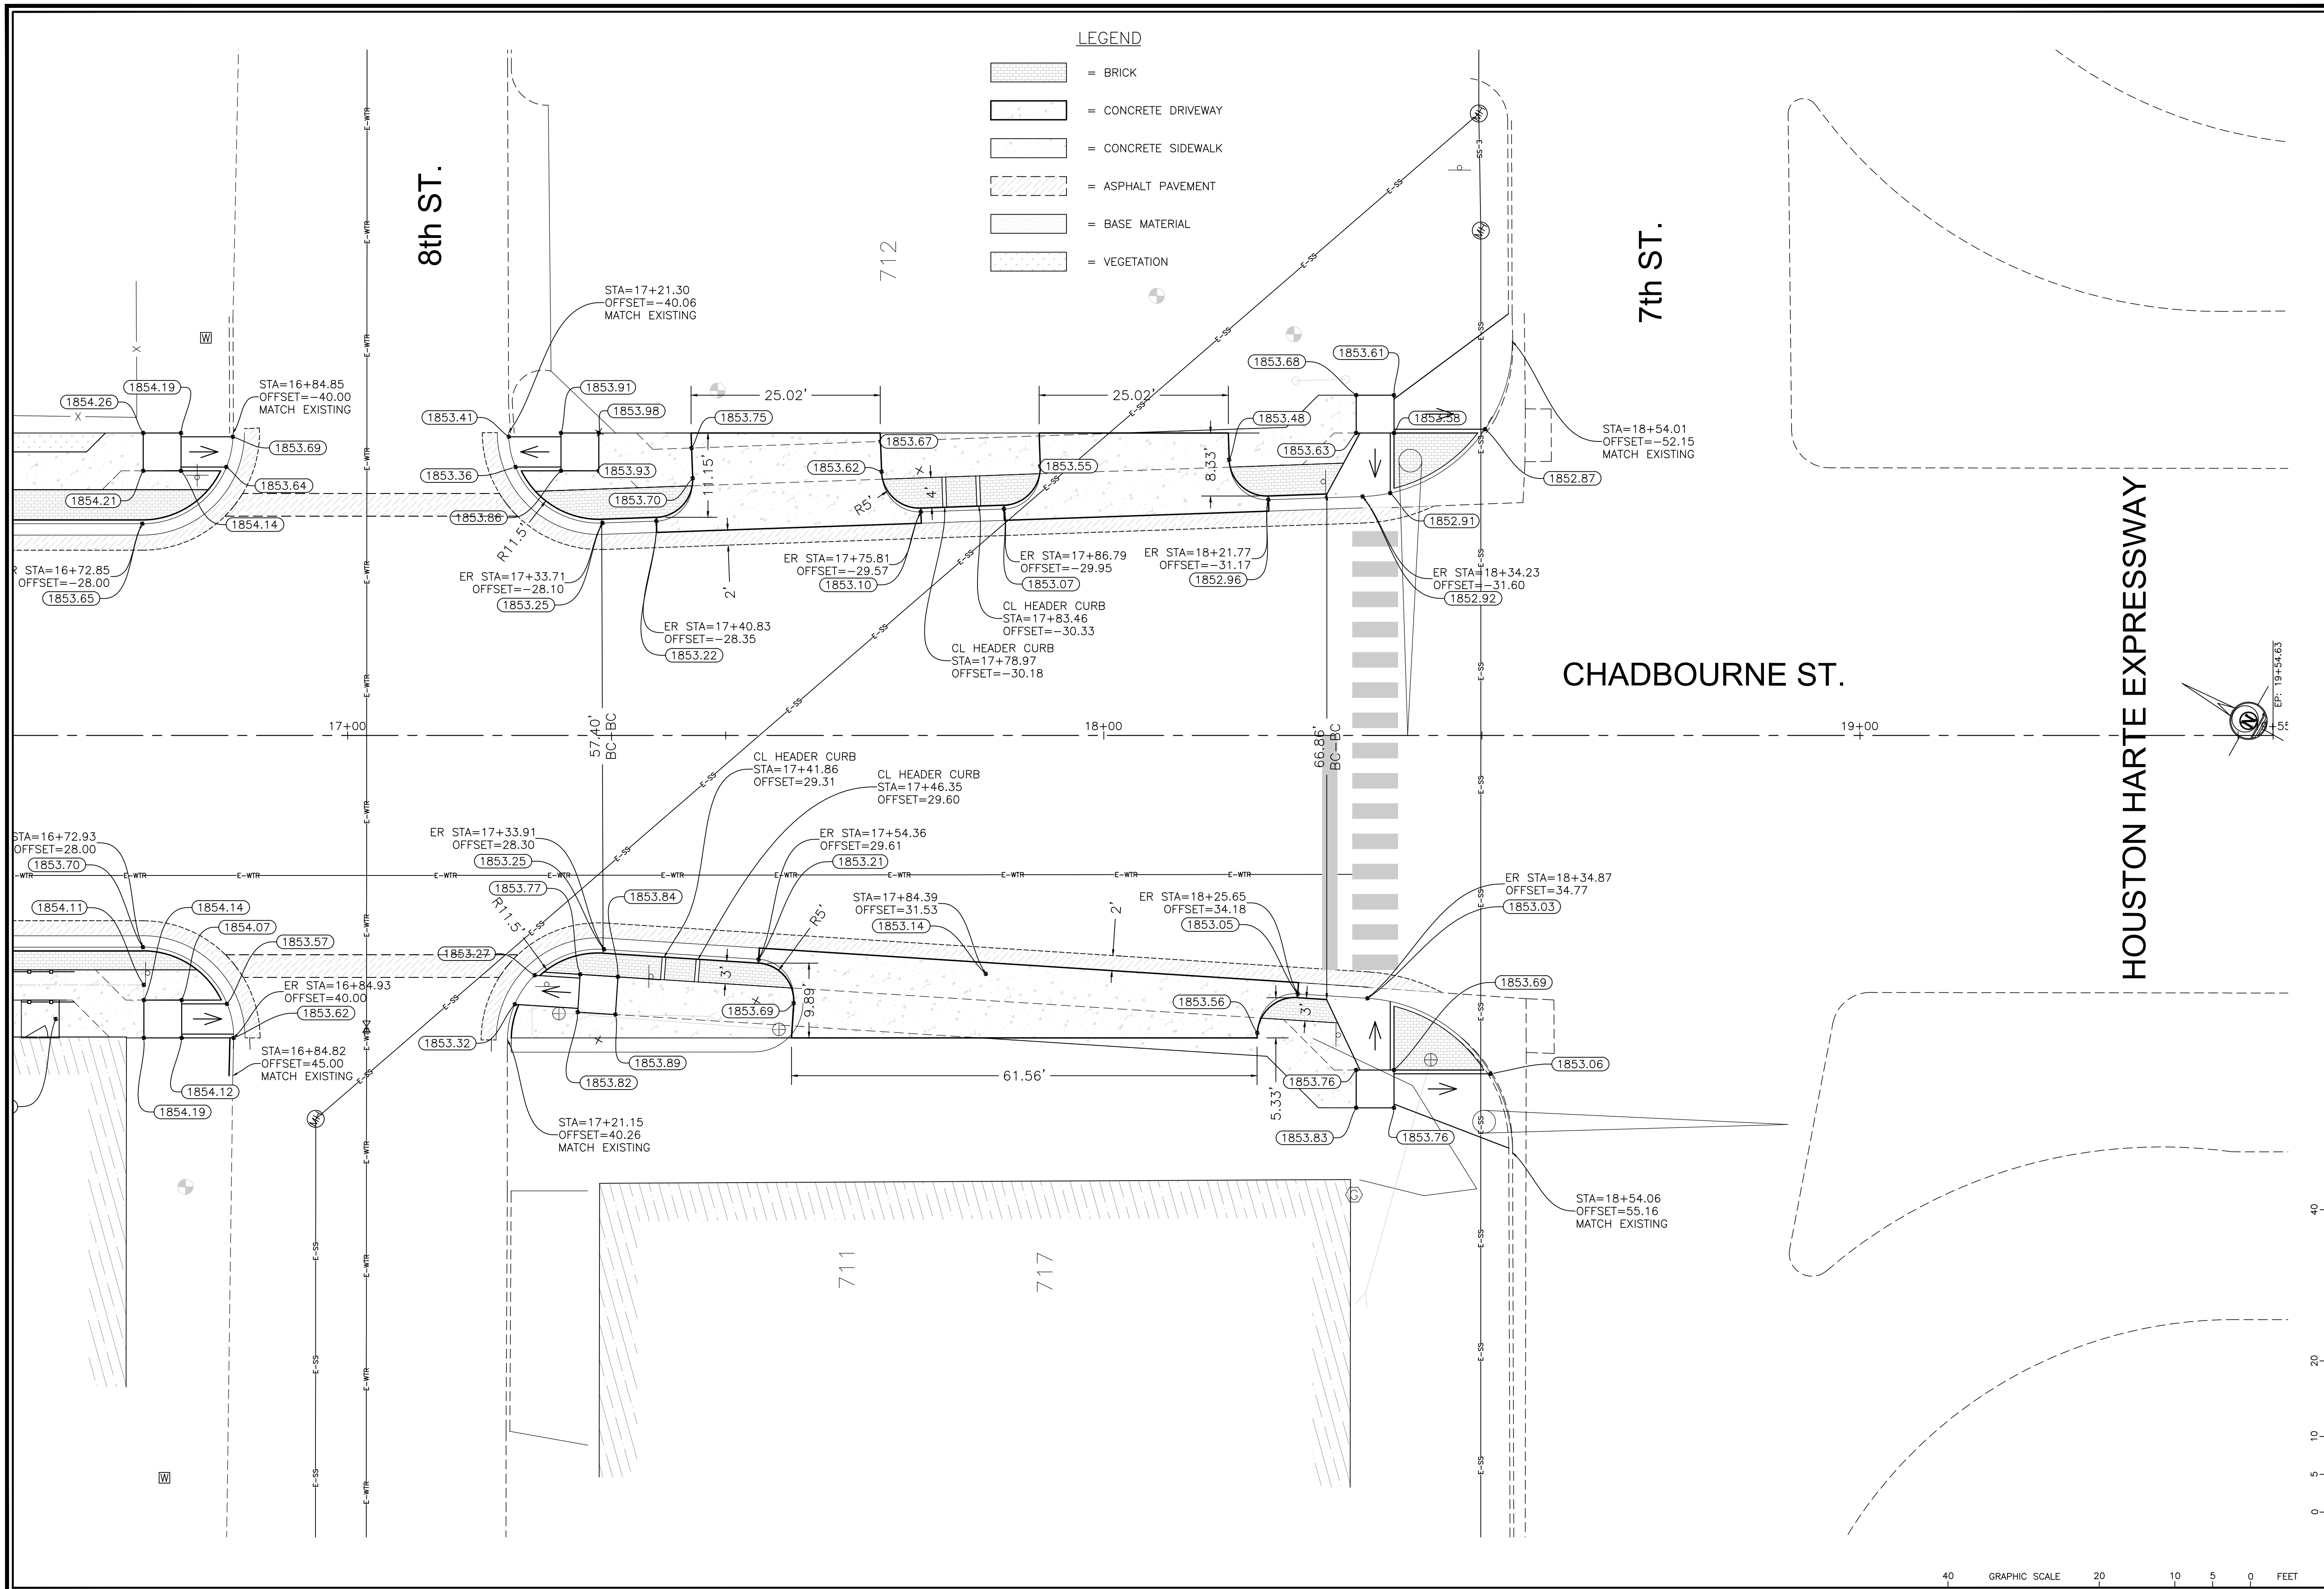 LEGEND
= BRICK
= CONCRETE DRIVEWAY
= CONCRETE SIDEWALK
= ASPHALT PAVEMENT
= BASE MATERIAL
= VEGETATION
8th ST.
712
7th ST.
STA=17+21.30
OFFSET=-40.06
MATCH EXISTING
STA=16+84.85
OFFSET=-40.00
MATCH EXISTING
1854.26
1854.19
1853.69
1853.64
1854.21
1854.14
X
X
W
1853.41
1853.91
1853.98
1853.75
25.02'
25.02'
1853.36
1853.93
1853.70
11.15'
1853.86
R11.5'
1853.67
1853.62
1853.55
R5'
4'
8.33'
1853.68
1853.61
1853.48
1853.58
1853.63
1852.87
1852.91
STA=18+54.01
OFFSET=-52.15
MATCH EXISTING
R STA=16+72.85
OFFSET=-28.00
1853.65
ER STA=17+33.71
OFFSET=-28.10
1853.25
2'
ER STA=17+40.83
OFFSET=-28.35
1853.22
ER STA=17+75.81
OFFSET=-29.57
1853.10
ER STA=17+86.79
OFFSET=-29.95
1853.07
CL HEADER CURB
STA=17+83.46
OFFSET=-30.33
CL HEADER CURB
STA=17+78.97
OFFSET=-30.18
ER STA=18+21.77
OFFSET=-31.17
1852.96
ER STA=18+34.23
OFFSET=-31.60
1852.92
CHADBOURNE ST.
HOUSTON HARTE EXPRESSWAY
EP: 19+54.63
N
17+00
18+00
19+00
57.40'
BC-BC
66.86'
BC-BC
CL HEADER CURB
STA=17+41.86
OFFSET=29.31
CL HEADER CURB
STA=17+46.35
OFFSET=29.60
STA=16+72.93
OFFSET=28.00
1853.70
ER STA=17+33.91
OFFSET=28.30
1853.25
1853.77
1853.84
ER STA=17+54.36
OFFSET=29.61
1853.21
STA=17+84.39
OFFSET=31.53
1853.14
ER STA=18+25.65
OFFSET=34.18
1853.05
2'
ER STA=18+34.87
OFFSET=34.77
1853.03
1854.11
1854.14
1854.07
1853.57
R11.5'
R5'
1853.27
3'
9.89'
1853.69
1853.56
3'
1853.69
ER STA=16+84.93
OFFSET=40.00
1853.62
STA=16+84.82
OFFSET=45.00
MATCH EXISTING
1854.12
1854.19
1853.32
1853.89
1853.82
61.56'
1853.76
5.33'
1853.06
1853.83
1853.76
STA=17+21.15
OFFSET=40.26
MATCH EXISTING
STA=18+54.06
OFFSET=55.16
MATCH EXISTING
711
717
G
W
MH
MH
MH
E-WTR
E-SS
40
20
10
5
0
40 GRAPHIC SCALE 20 10 5 0 FEET